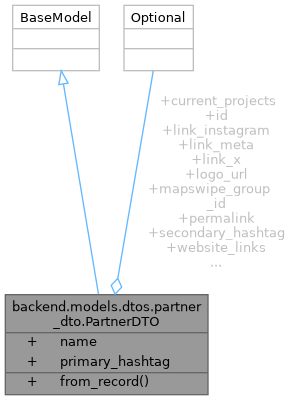 BaseModel
Optional
+current_projects
+id
+link_instagram
+link_meta
+link_x
+logo_url
+mapswipe_group
_id
+permalink
+secondary_hashtag
+website_links
...
backend.models.dtos.partner
_dto.PartnerDTO
+ name
+ primary_hashtag
+ from_record()